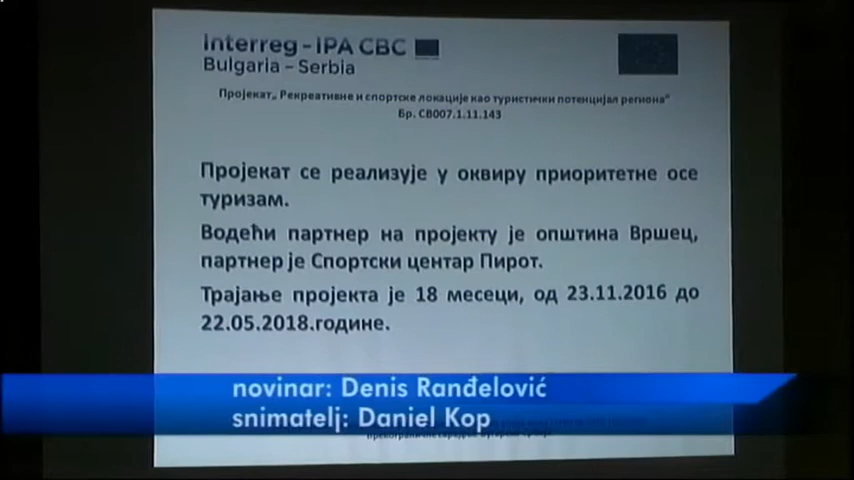 Interreg - IPA CBC
Bulgaria - Serbia
Пројекат„ Рекреативне и спортске локације као туристички потенцијал региона"
Бр. CB007.1.11.143
Пројекат се реализује у оквиру приоритетне осе
туризам.
Водећи партнер на пројекту је општина Вршец,
партнер је Спортски центар Пирот.
Трајање пројекта је 18 месеци, од 23.11.2016 до
22.05.2018.године.
novinar: Denis Ranđelović
snimatelj: Daniel Kop